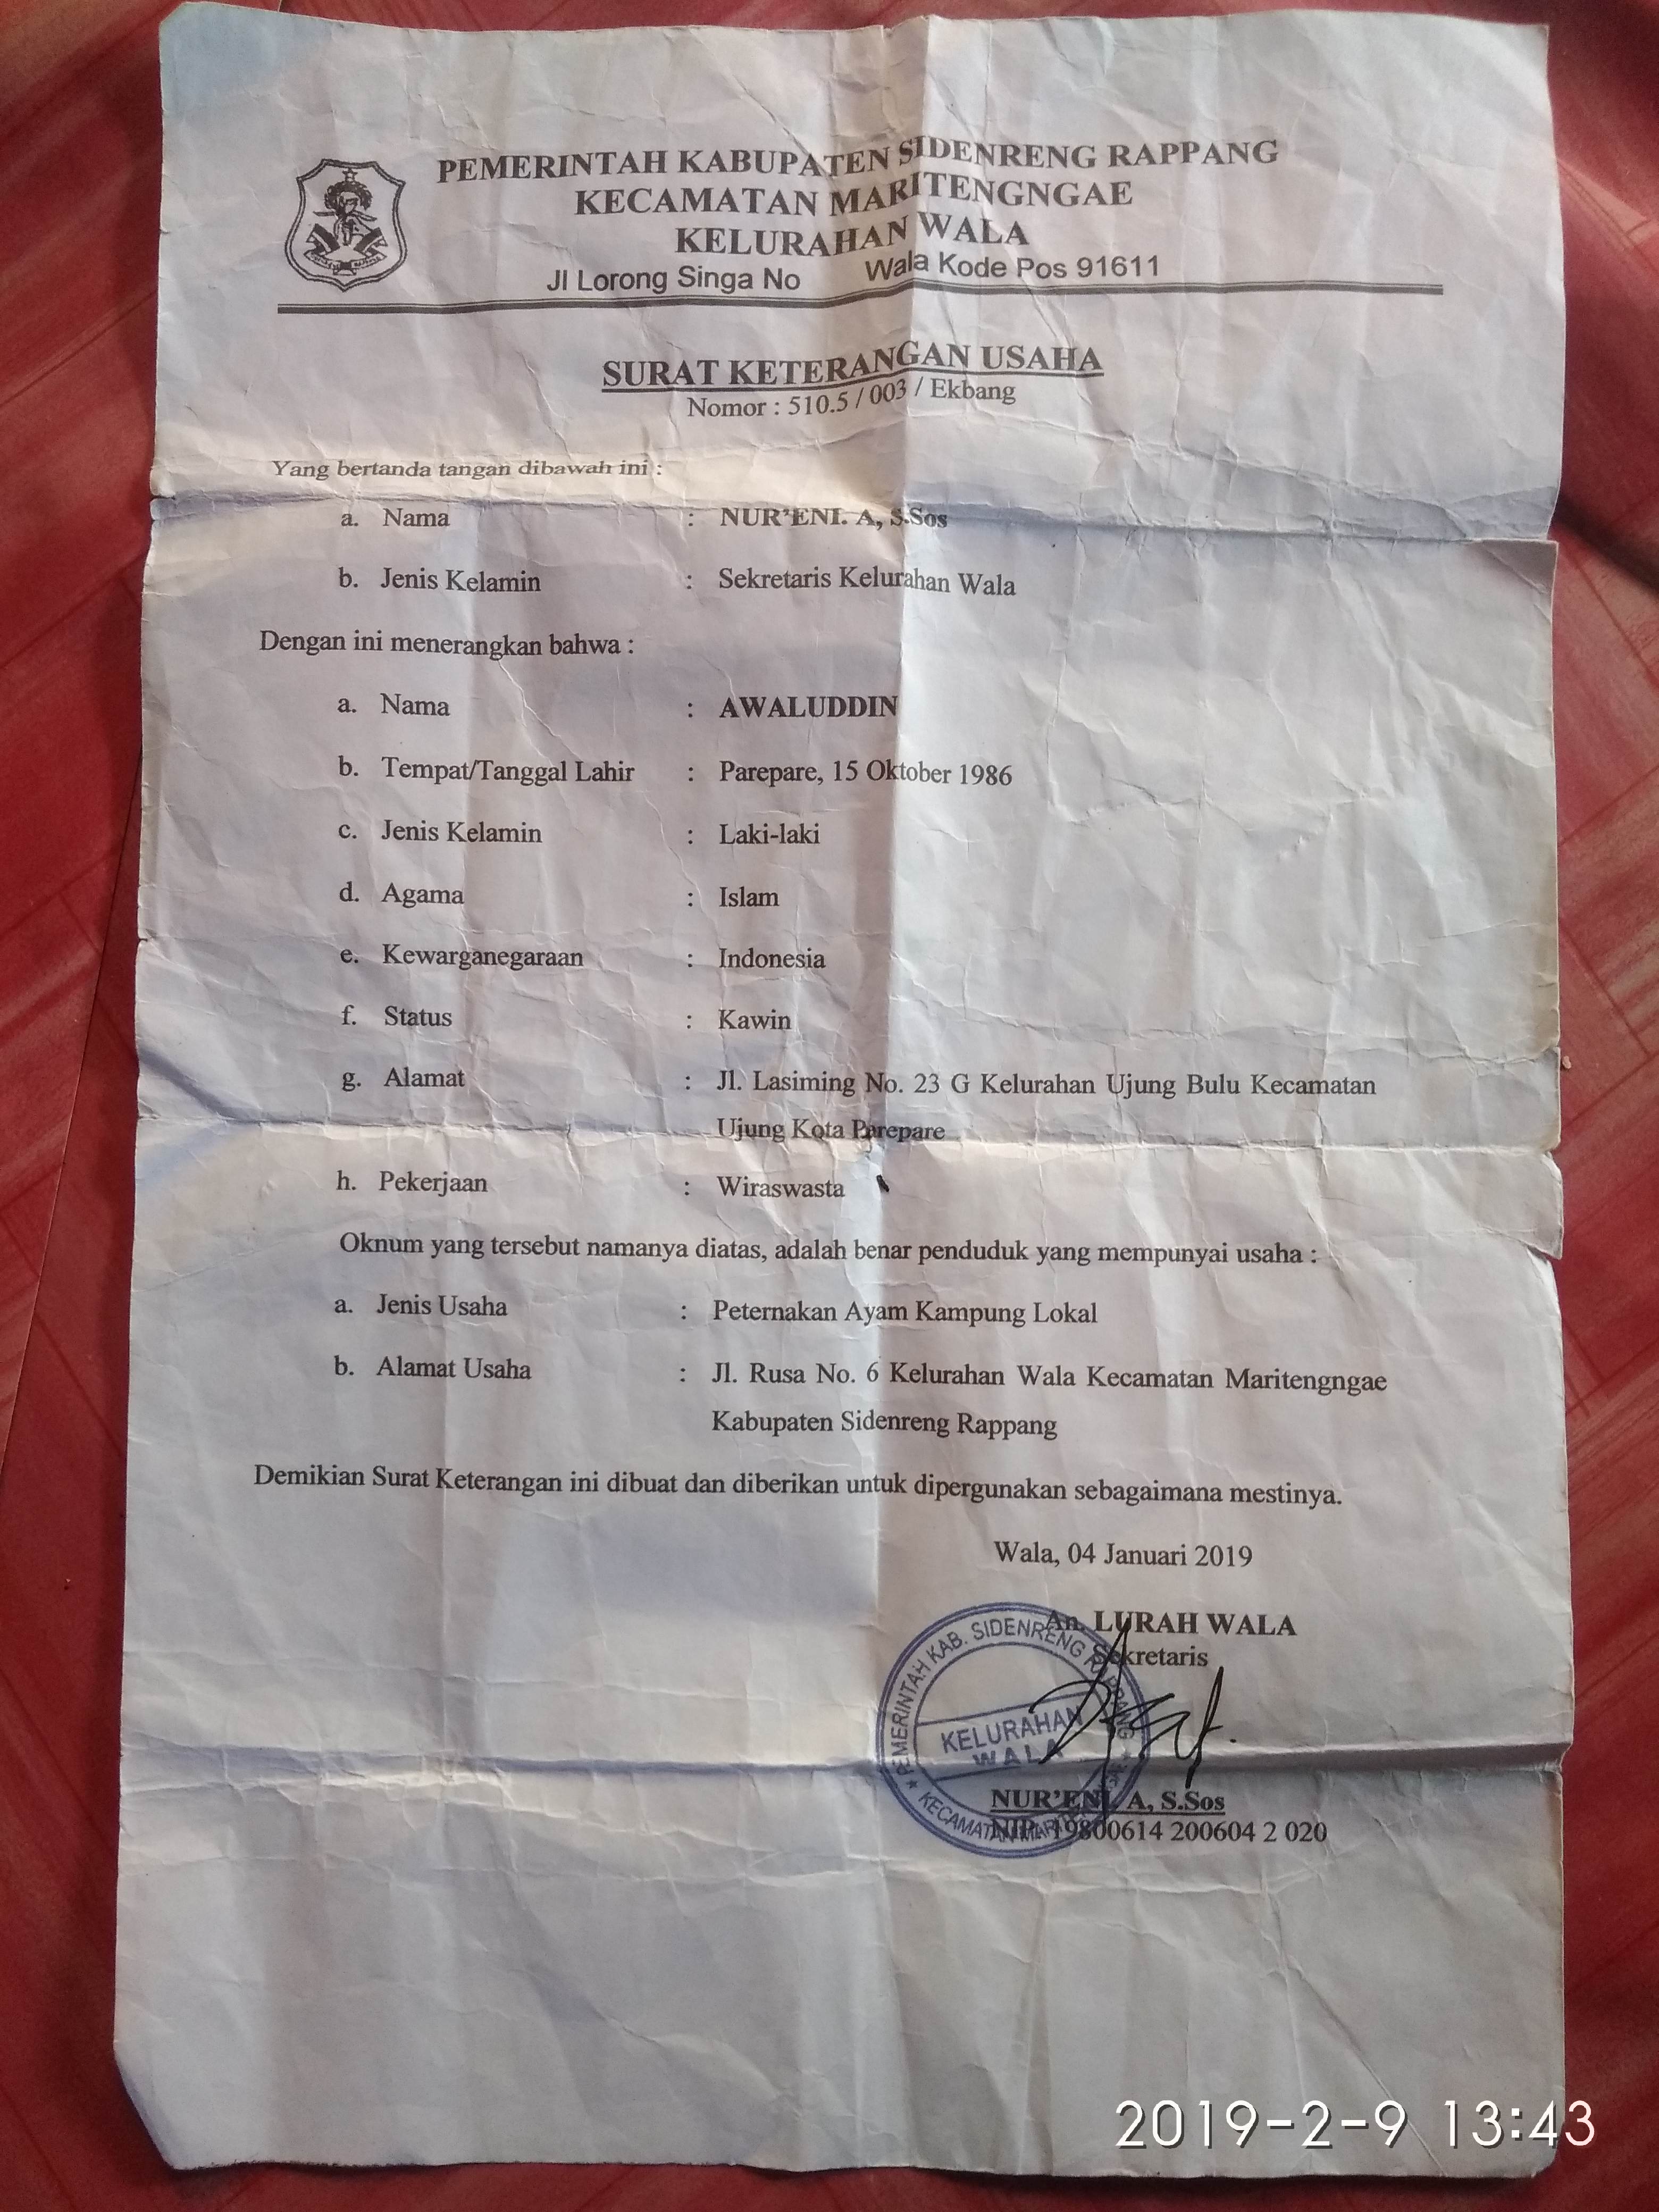 PEMERINTAH KABUPATEN SIDENRENG RAPPANG
KECAMATAN MARITENGNGAE
KELURAHAN WALA
Jl Lorong Singa No Wala Kode Pos 91611
SURAT KETERANGAN USAHA
Nomor : 510.5 / 003 / Ekbang
Yang bertanda tangan dibawah ini :
a. Nama : NUR'ENI. A, S.Sos
b. Jenis Kelamin : Sekretaris Kelurahan Wala
Dengan ini menerangkan bahwa :
a. Nama : AWALUDDIN
b. Tempat/Tanggal Lahir : Parepare, 15 Oktober 1986
c. Jenis Kelamin : Laki-laki
d. Agama : Islam
e. Kewarganegaraan : Indonesia
f. Status : Kawin
g. Alamat : Jl. Lasiming No. 23 G Kelurahan Ujung Bulu Kecamatan
Ujung Kota Parepare
h. Pekerjaan : Wiraswasta
Oknum yang tersebut namanya diatas, adalah benar penduduk yang mempunyai usaha :
a. Jenis Usaha : Peternakan Ayam Kampung Lokal
b. Alamat Usaha : Jl. Rusa No. 6 Kelurahan Wala Kecamatan Maritengngae
Kabupaten Sidenreng Rappang
Demikian Surat Keterangan ini dibuat dan diberikan untuk dipergunakan sebagaimana mestinya.
Wala, 04 Januari 2019
An. LURAH WALA
Sekretaris
PEMERINTAH KAB. SIDENRENG RAPPANG
KELURAHAN
WALA
KECAMATAN
NUR'ENI. A, S.Sos
NIP. 19800614 200604 2 020
2019-2-9 13:43